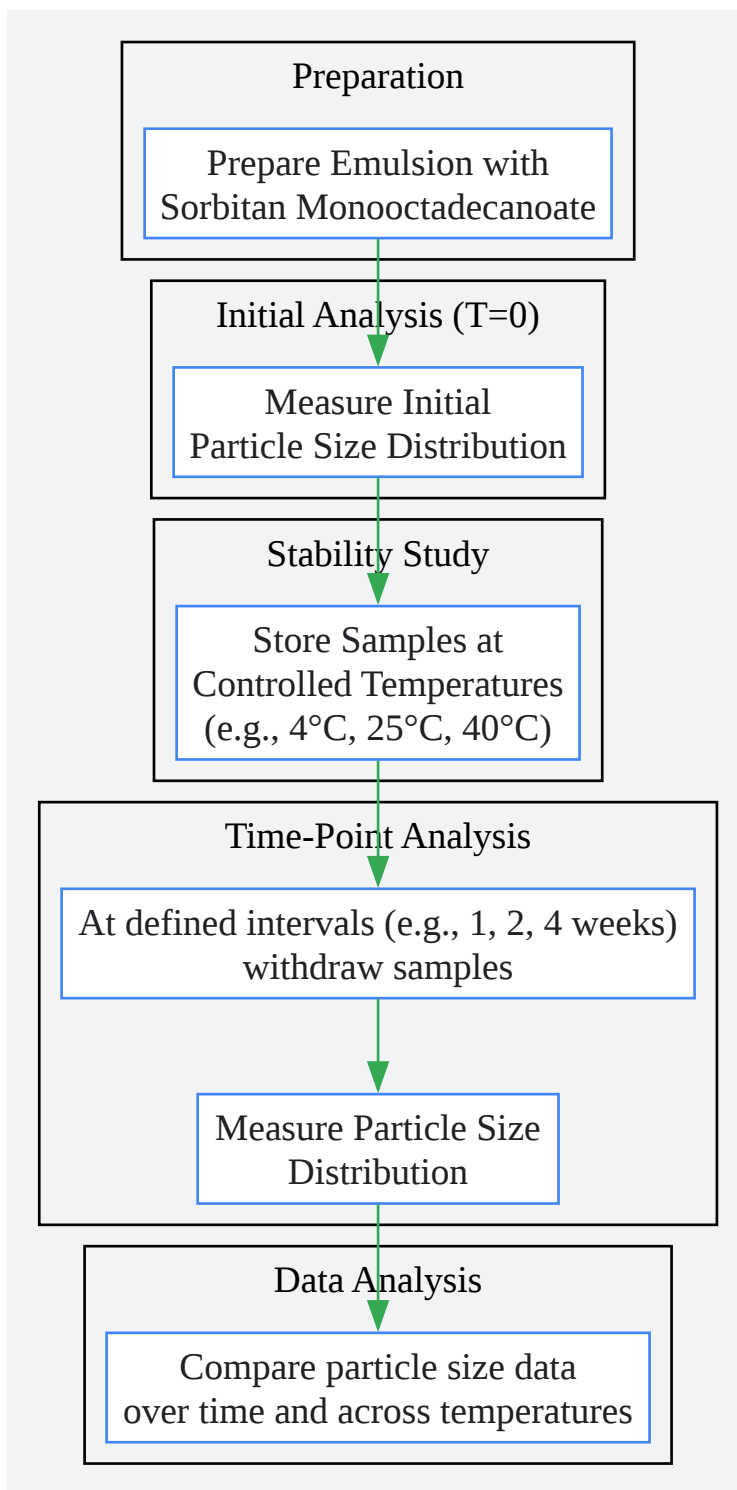 Preparation
Prepare Emulsion with
Sorbitan Monooctadecanoate
Initial Analysis (T=0)
Measure Initial
Particle Size Distribution
Stability Study
Store Samples at
Controlled Temperatures
(e.g., 4°C, 25°C, 40°C)
Time-Point Analysis
At defined intervals (e.g., 1, 2, 4 weeks)
withdraw samples
Measure Particle Size
Distribution
Data Analysis
Compare particle size data
over time and across temperatures